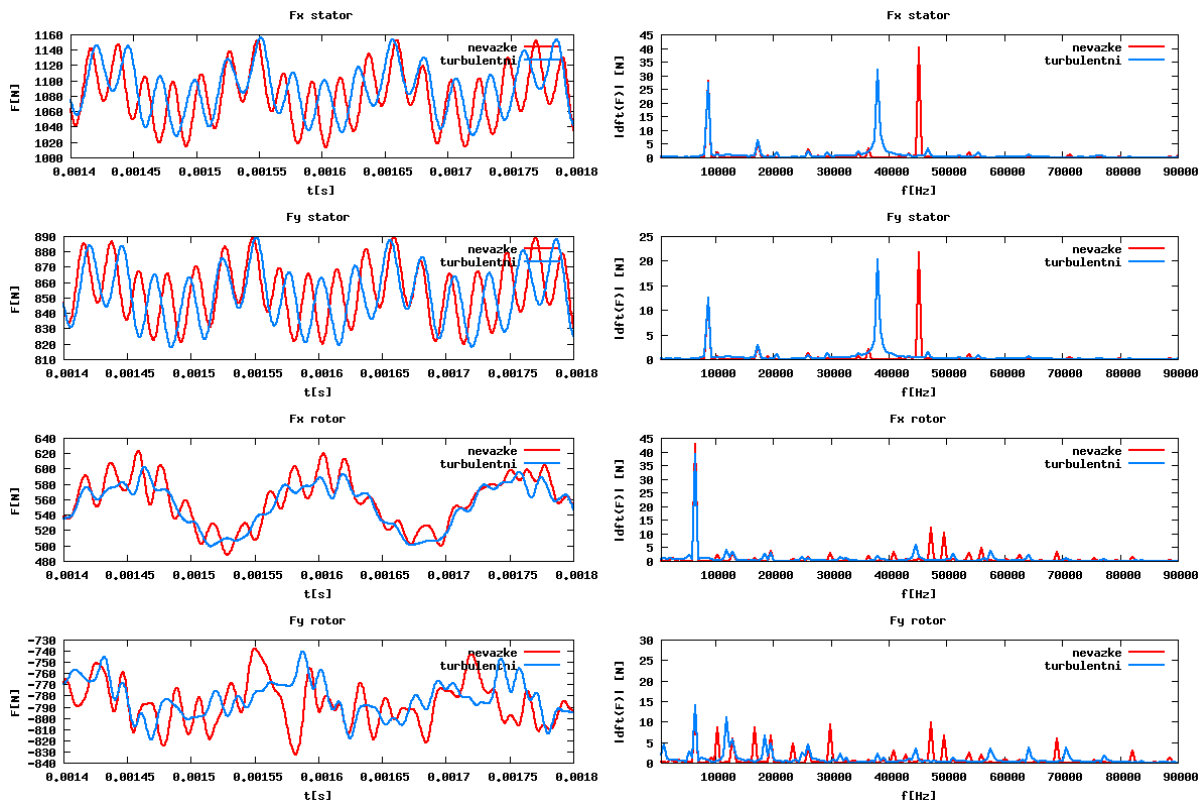 Fx stator
F[N]
1160
1140
1120
1100
1080
1060
1040
1020
1000
nevazke
turbulentni
0.0014 0.00145 0.0015 0.00155 0.0016 0.00165 0.0017 0.00175 0.0018
t[s]
Fx stator
|dft(F)| [N]
45
40
35
30
25
20
15
10
5
0
nevazke
turbulentni
10000 20000 30000 40000 50000 60000 70000 80000 90000
f[Hz]
Fy stator
F[N]
890
880
870
860
850
840
830
820
810
nevazke
turbulentni
0.0014 0.00145 0.0015 0.00155 0.0016 0.00165 0.0017 0.00175 0.0018
t[s]
Fy stator
|dft(F)| [N]
25
20
15
10
5
0
nevazke
turbulentni
10000 20000 30000 40000 50000 60000 70000 80000 90000
f[Hz]
Fx rotor
F[N]
640
620
600
580
560
540
520
500
480
nevazke
turbulentni
0.0014 0.00145 0.0015 0.00155 0.0016 0.00165 0.0017 0.00175 0.0018
t[s]
Fx rotor
|dft(F)| [N]
45
40
35
30
25
20
15
10
5
0
nevazke
turbulentni
10000 20000 30000 40000 50000 60000 70000 80000 90000
f[Hz]
Fy rotor
F[N]
-730
-740
-750
-760
-770
-780
-790
-800
-810
-820
-830
-840
nevazke
turbulentni
0.0014 0.00145 0.0015 0.00155 0.0016 0.00165 0.0017 0.00175 0.0018
t[s]
Fy rotor
|dft(F)| [N]
30
25
20
15
10
5
0
nevazke
turbulentni
10000 20000 30000 40000 50000 60000 70000 80000 90000
f[Hz]